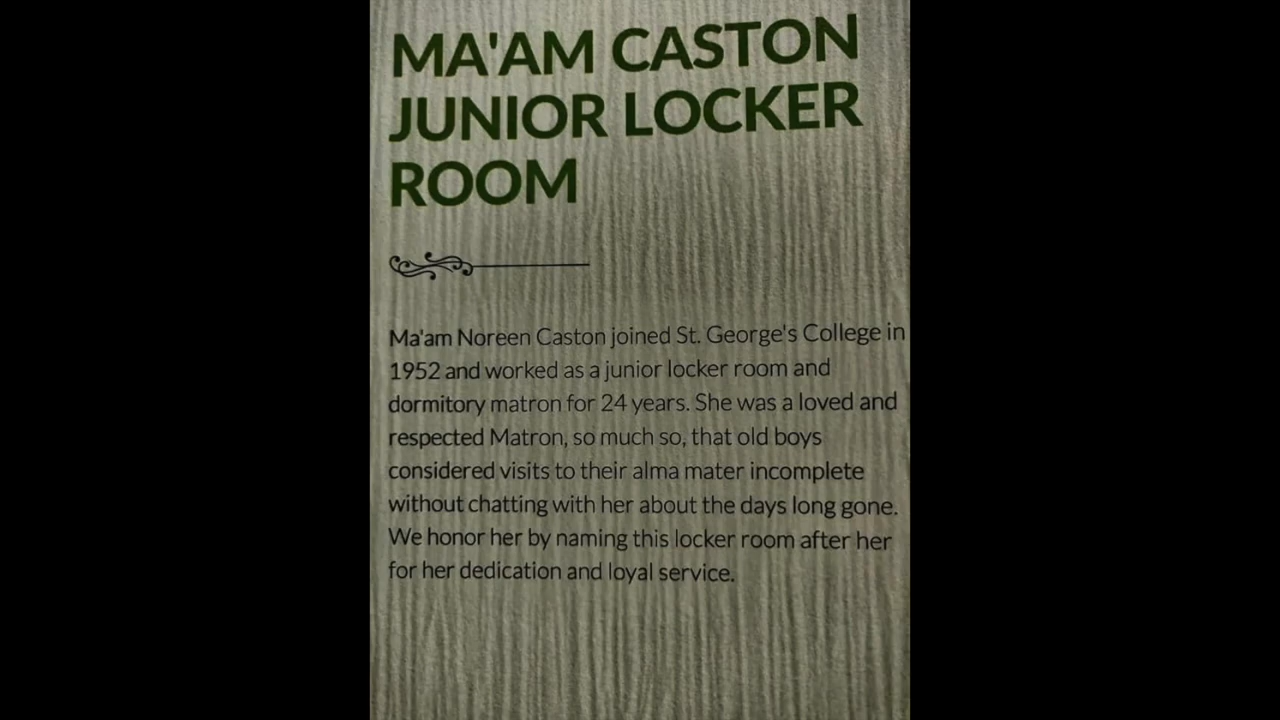 MA'AM CASTON
JUNIOR LOCKER
ROOM
Ma'am Noreen Caston joined St. George's College in
1952 and worked as a junior locker room and
dormitory matron for 24 years. She was a loved and
respected Matron, so much so, that old boys
considered visits to their alma mater incomplete
without chatting with her about the days long gone.
We honor her by naming this locker room after her
for her dedication and loyal service.